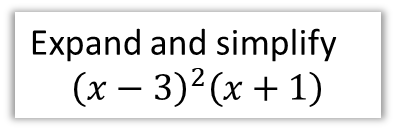 Expand and simplify
(x − 3)²(x + 1)